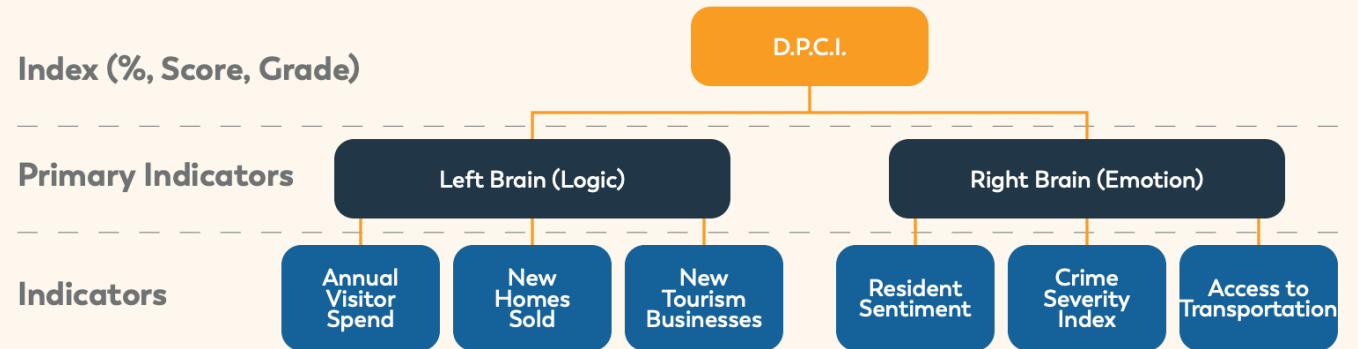 D.P.C.I.
Index (%, Score, Grade)
Primary Indicators
Left Brain (Logic)
Right Brain (Emotion)
Indicators
Annual
Visitor
Spend
New
Homes
Sold
New
Tourism
Businesses
Resident
Sentiment
Crime
Severity
Index
Access to
Transportation